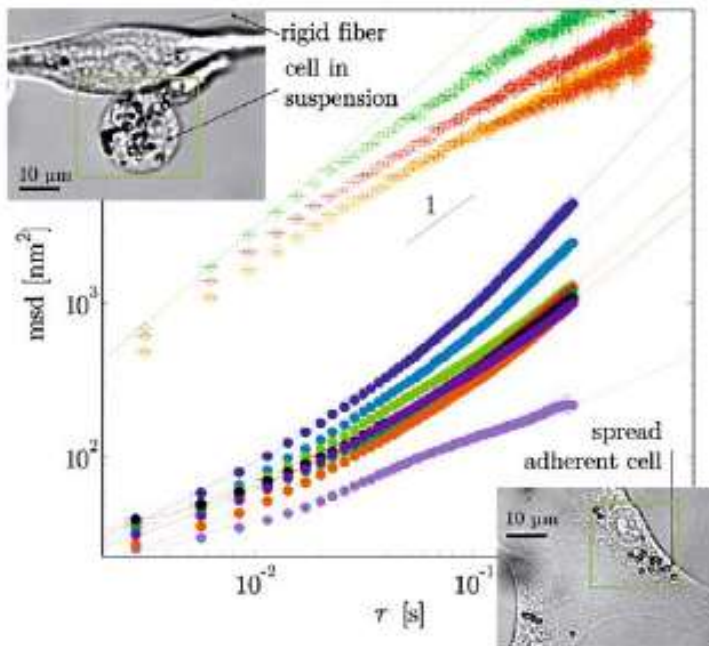 rigid fiber
cell in
suspension
10 μm
1
msd [nm²]
10³
10²
spread
adherent cell
10 μm
10⁻²
10⁻¹
τ [s]